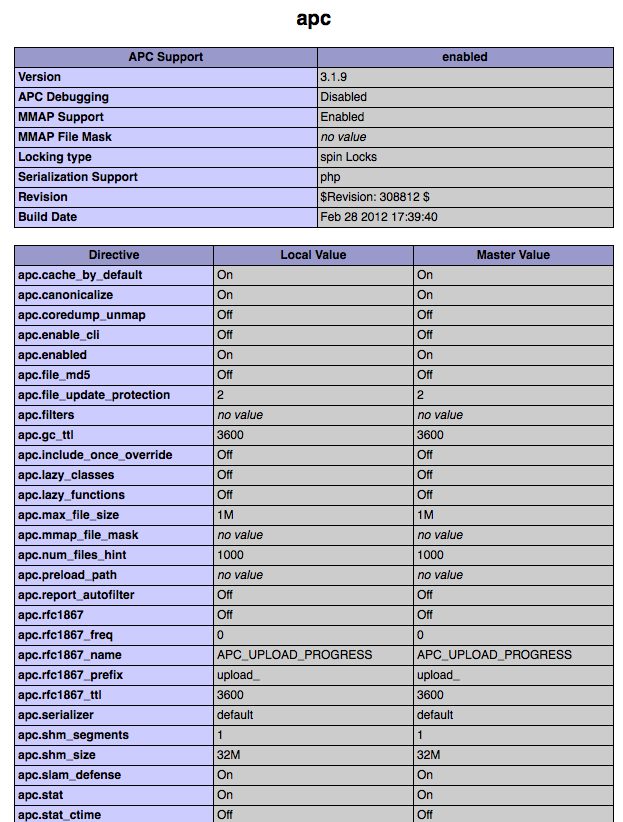 apc
APC Support enabled
Version 3.1.9
APC Debugging Disabled
MMAP Support Enabled
MMAP File Mask no value
Locking type spin Locks
Serialization Support php
Revision $Revision: 308812 $
Build Date Feb 28 2012 17:39:40
Directive Local Value Master Value
apc.cache_by_default On On
apc.canonicalize On On
apc.coredump_unmap Off Off
apc.enable_cli Off Off
apc.enabled On On
apc.file_md5 Off Off
apc.file_update_protection 2 2
apc.filters no value no value
apc.gc_ttl 3600 3600
apc.include_once_override Off Off
apc.lazy_classes Off Off
apc.lazy_functions Off Off
apc.max_file_size 1M 1M
apc.mmap_file_mask no value no value
apc.num_files_hint 1000 1000
apc.preload_path no value no value
apc.report_autofilter Off Off
apc.rfc1867 Off Off
apc.rfc1867_freq 0 0
apc.rfc1867_name APC_UPLOAD_PROGRESS APC_UPLOAD_PROGRESS
apc.rfc1867_prefix upload_ upload_
apc.rfc1867_ttl 3600 3600
apc.serializer default default
apc.shm_segments 1 1
apc.shm_size 32M 32M
apc.slam_defense On On
apc.stat On On
apc.stat_ctime Off Off